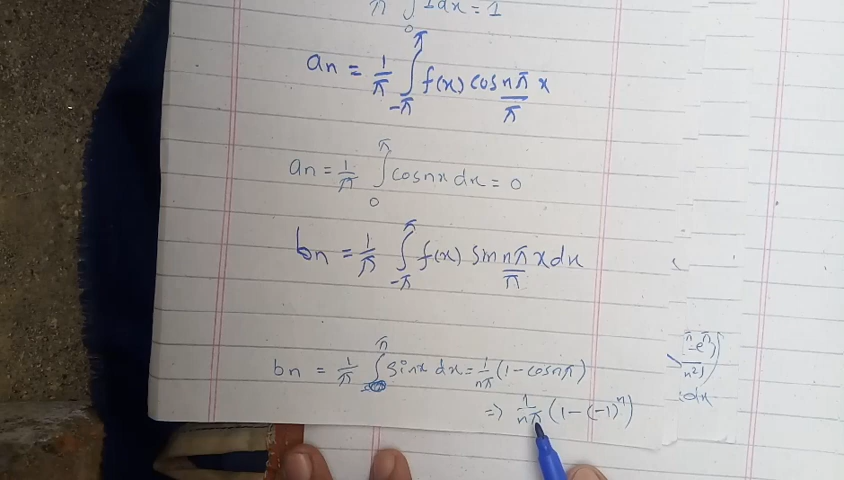 π ∫ 1dx = 1
0
an = 1/π ∫_{-π}^{π} f(x) cos nπ/π x
an = 1/π ∫_{0}^{π} cosnx dx = 0
bn = 1/π ∫_{-π}^{π} f(x) sin nπ/π x dx
bn = 1/π ∫^{π} sinx dx = 1/nπ (1 - cosnπ)
=> 1/nπ (1 - (-1)^n)
dx